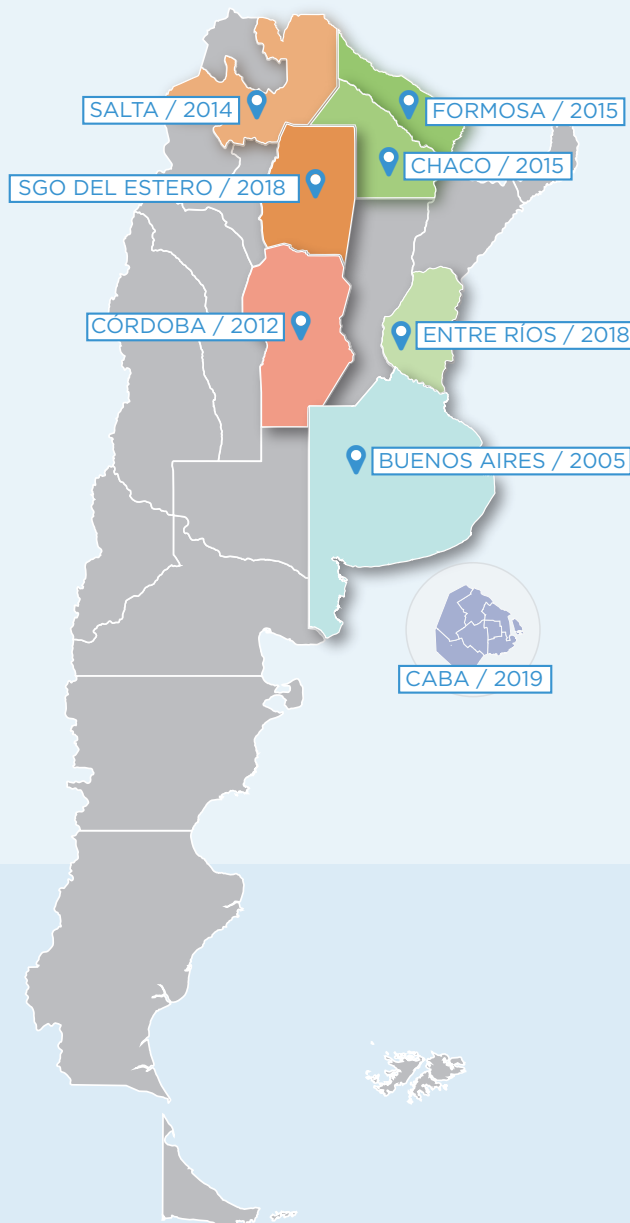 SALTA / 2014
FORMOSA / 2015
CHACO / 2015
SGO DEL ESTERO / 2018
CÓRDOBA / 2012
ENTRE RÍOS / 2018
BUENOS AIRES / 2005
CABA / 2019